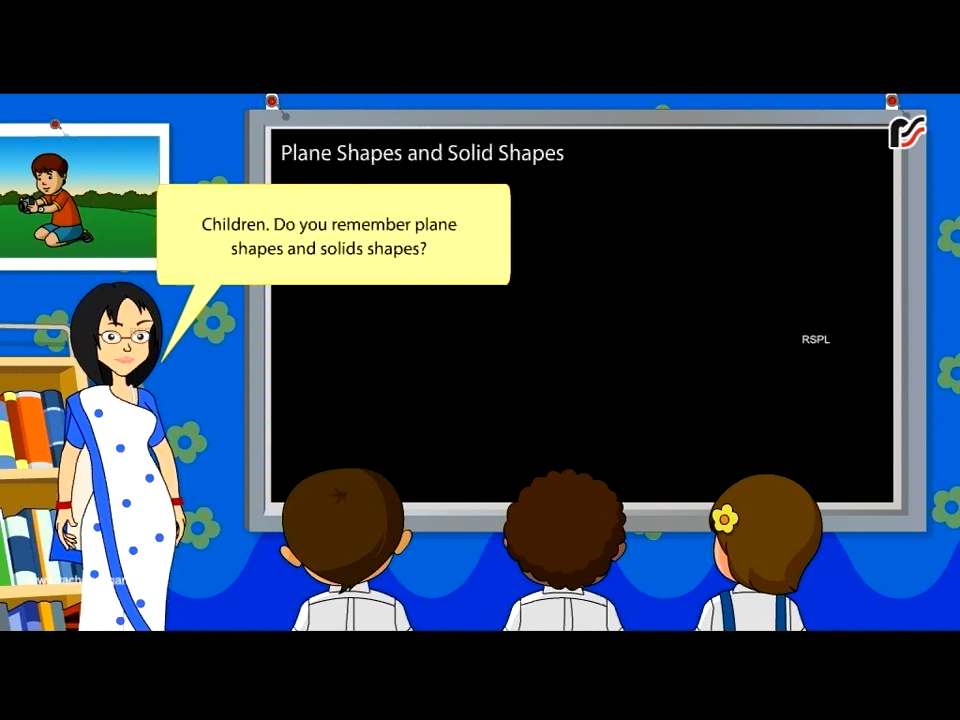 Plane Shapes and Solid Shapes
Children. Do you remember plane
shapes and solids shapes?
RSPL